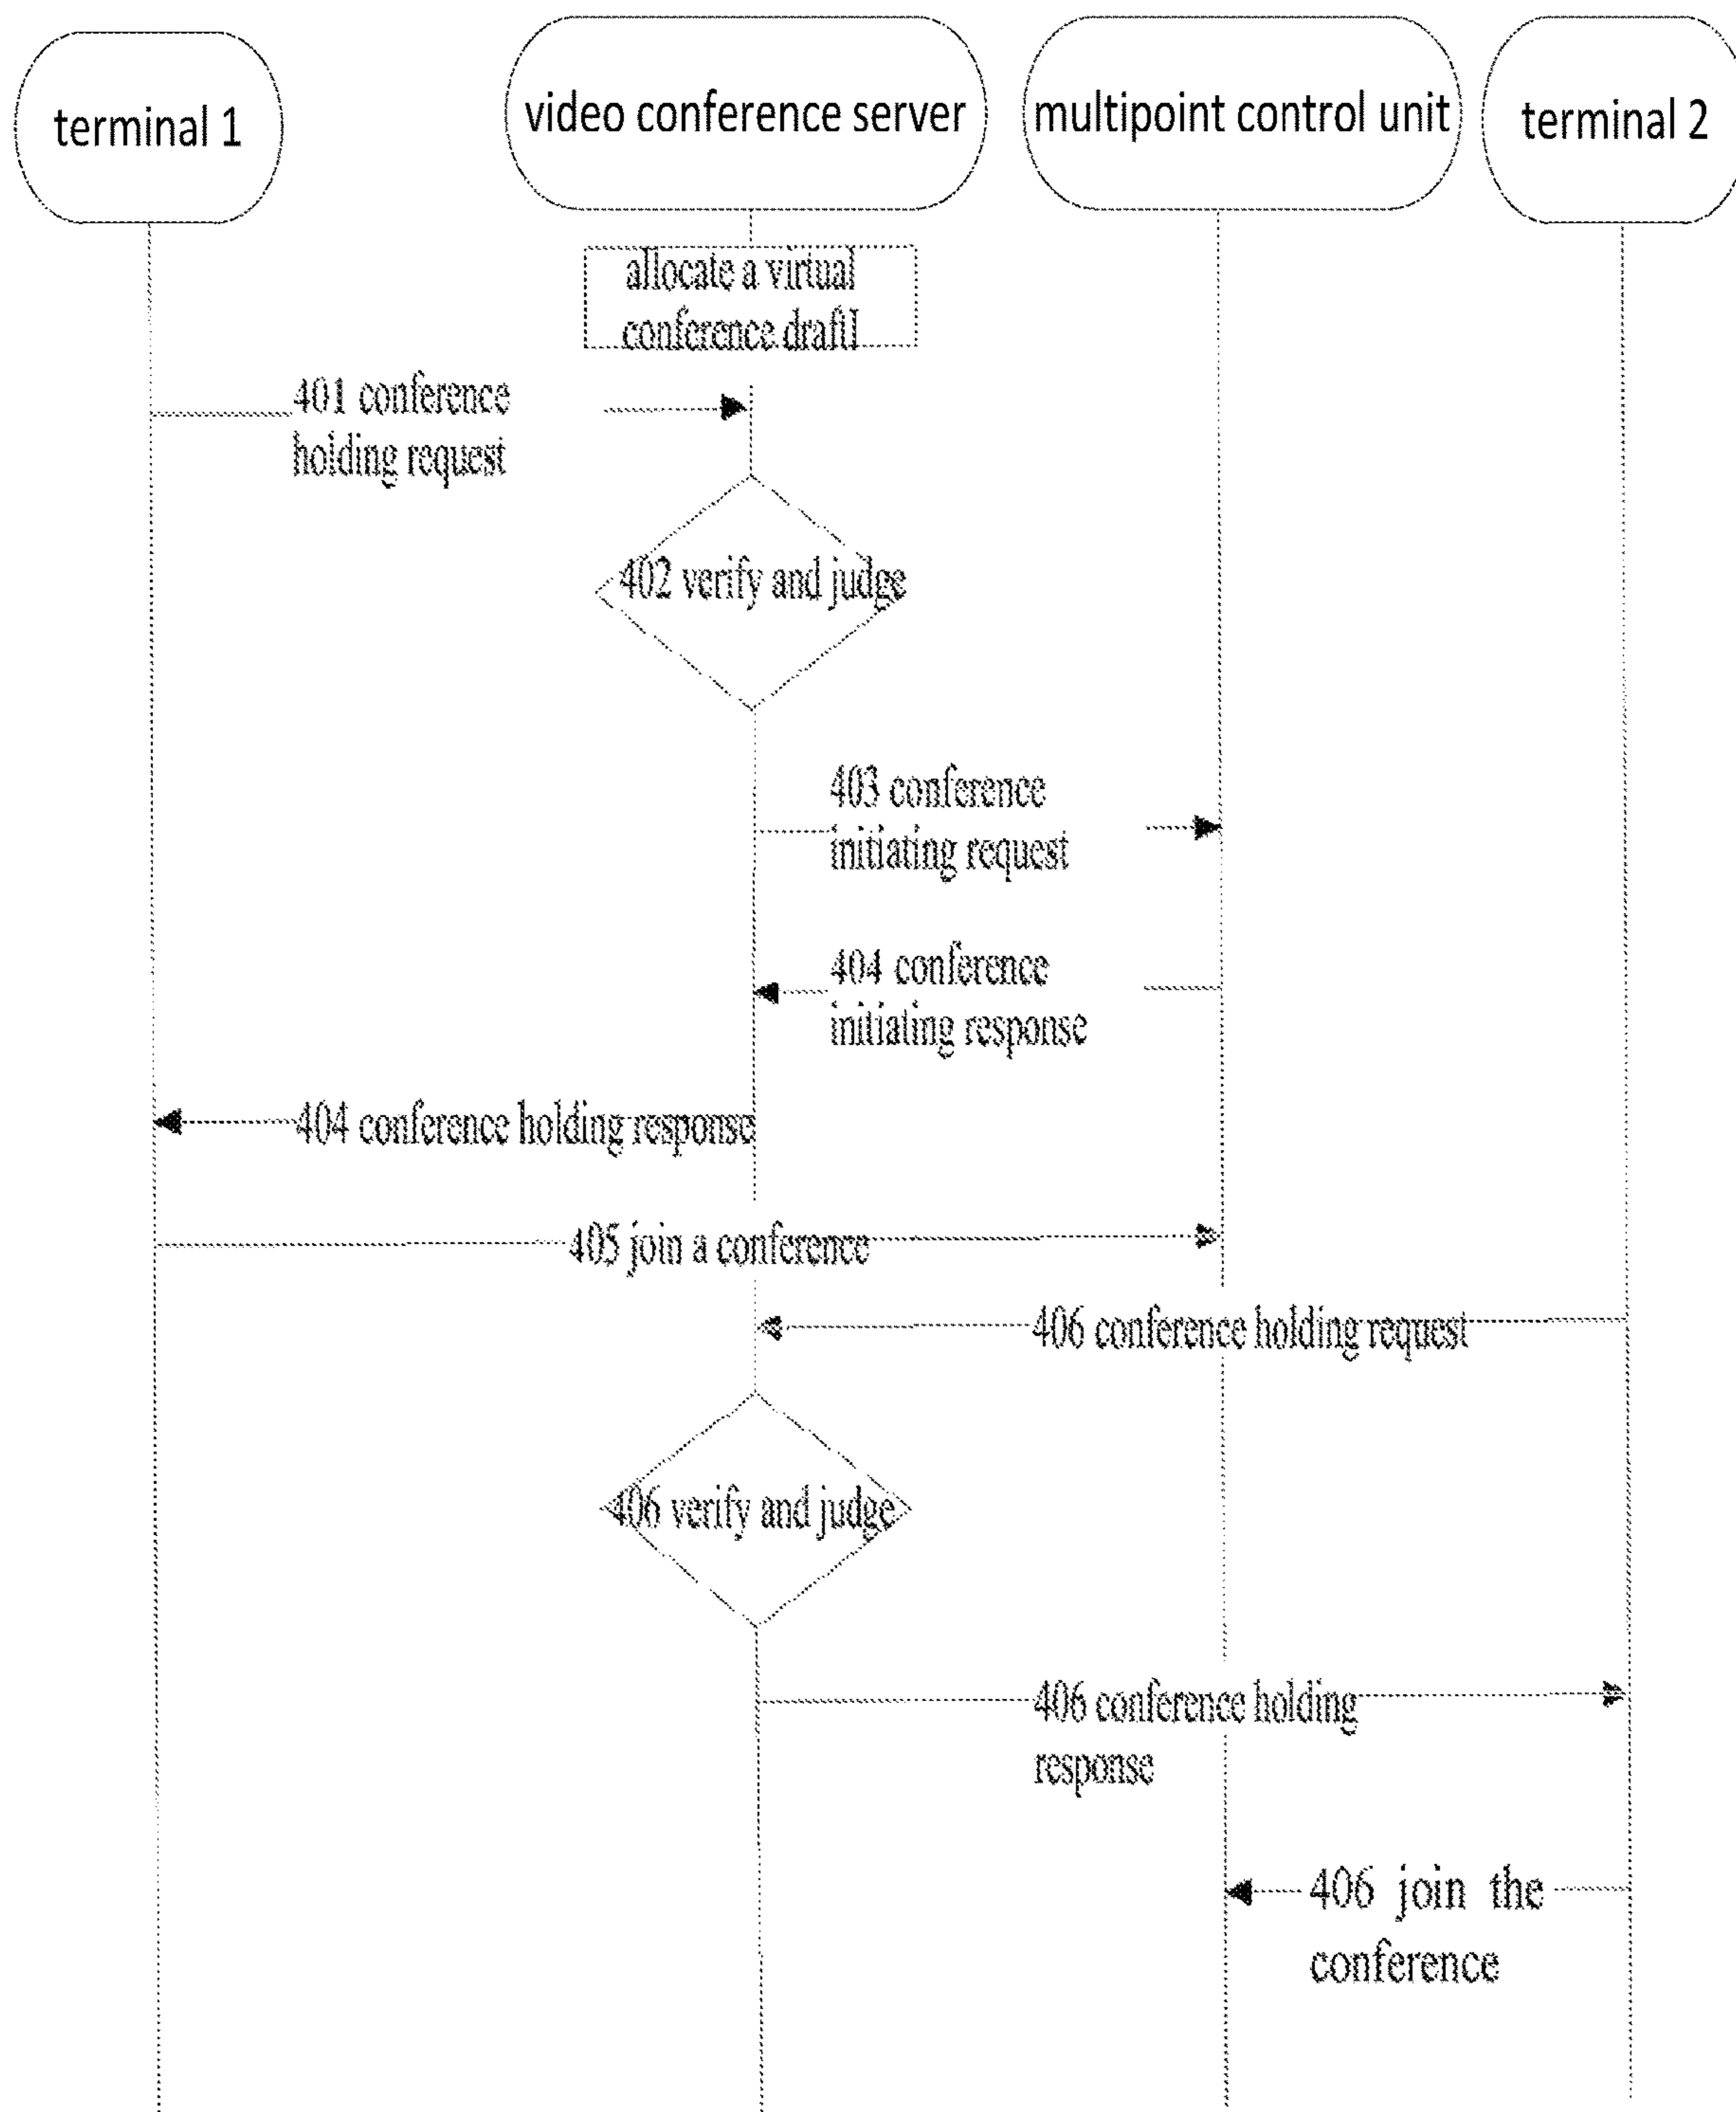 terminal 1
video conference server
multipoint control unit
terminal 2
allocate a virtual
conference draftI
401 conference
holding request
402 verify and judge
403 conference
initiating request
404 conference
initiating response
404 conference holding response
405 join a conference
406 conference holding request
406 verify and judge
406 conference holding
response
406 join the
conference